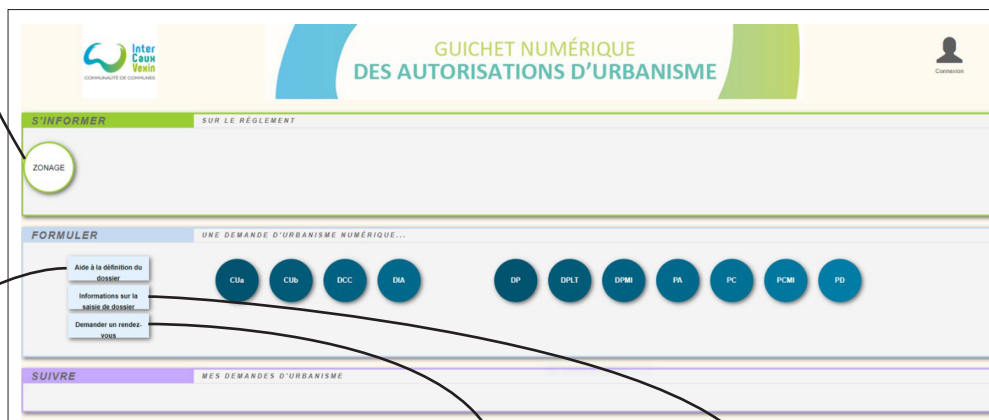 Inter
Caux
Vexin
COMMUNAUTÉ DE COMMUNES
GUICHET NUMÉRIQUE
DES AUTORISATIONS D'URBANISME
Connexion
S'INFORMER
SUR LE RÈGLEMENT
ZONAGE
FORMULER
UNE DEMANDE D'URBANISME NUMÉRIQUE...
Aide à la définition du
dossier
Informations sur la
saisie de dossier
Demander un rendez-
vous
CUa CUb DCC DIA DP DPLT DPMI PA PC PCMI PD
SUIVRE
MES DEMANDES D'URBANISME